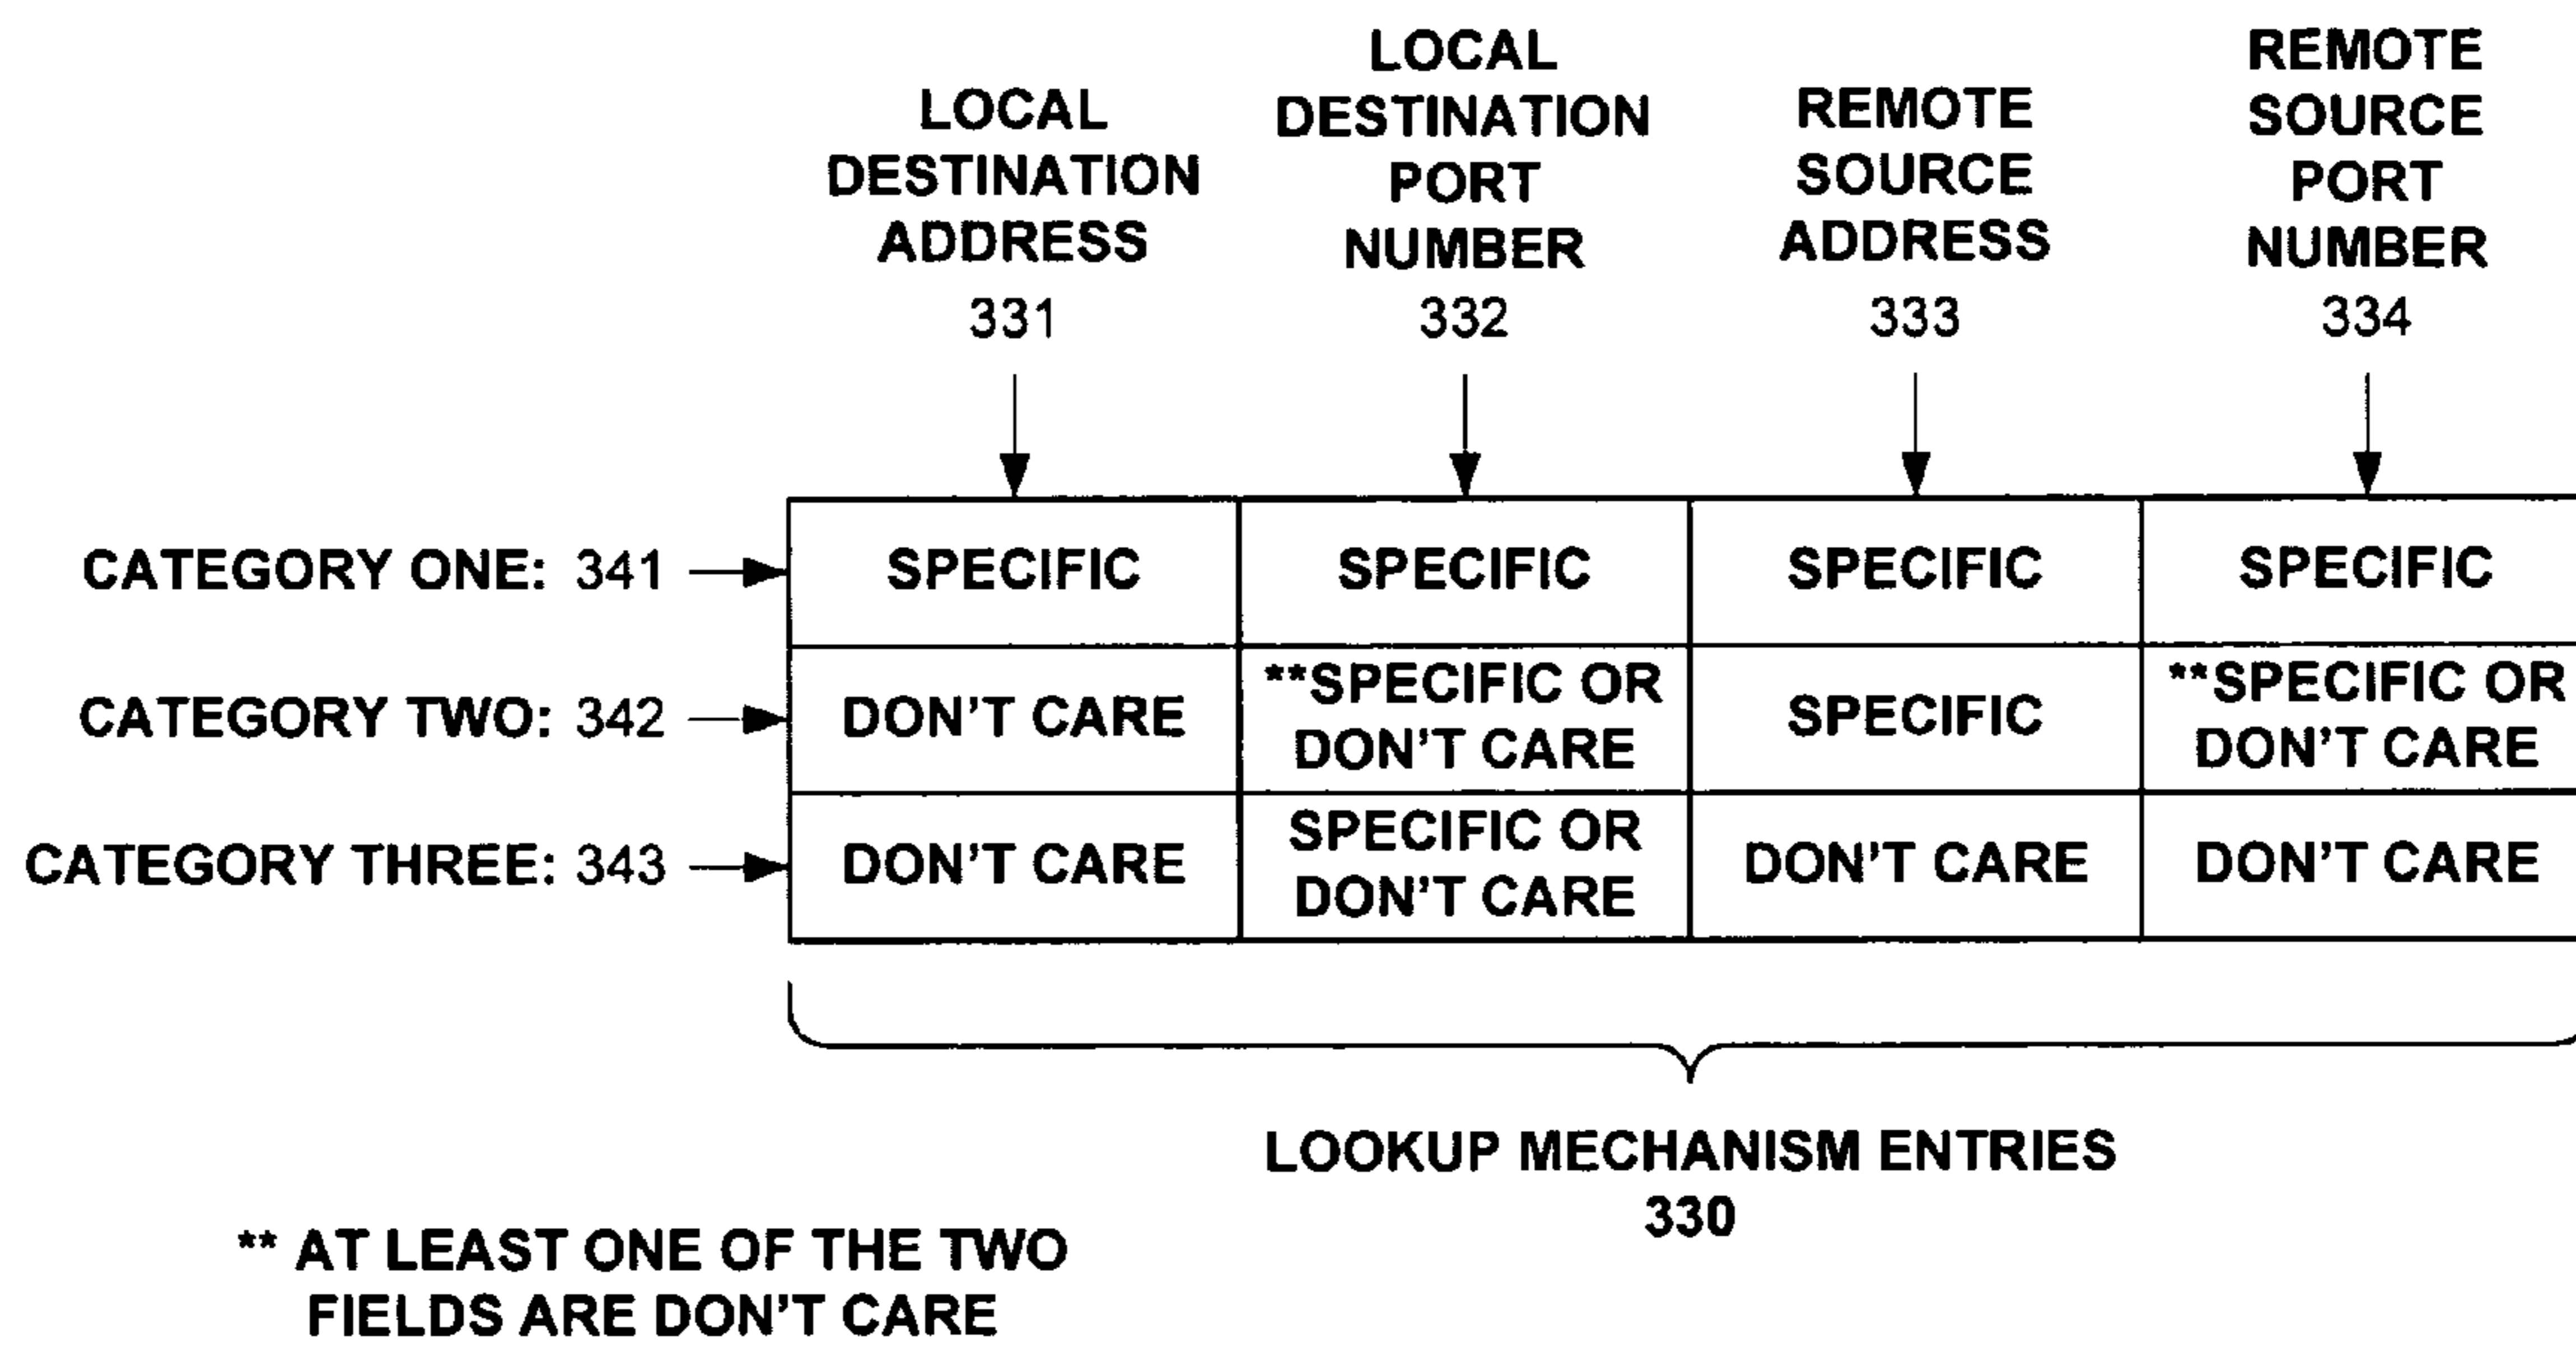 LOCAL
DESTINATION
ADDRESS
331
LOCAL
DESTINATION
PORT
NUMBER
332
REMOTE
SOURCE
ADDRESS
333
REMOTE
SOURCE
PORT
NUMBER
334
CATEGORY ONE: 341
SPECIFIC
SPECIFIC
SPECIFIC
SPECIFIC
CATEGORY TWO: 342
DON'T CARE
**SPECIFIC OR
DON'T CARE
SPECIFIC
**SPECIFIC OR
DON'T CARE
CATEGORY THREE: 343
DON'T CARE
SPECIFIC OR
DON'T CARE
DON'T CARE
DON'T CARE
LOOKUP MECHANISM ENTRIES
330
** AT LEAST ONE OF THE TWO
FIELDS ARE DON'T CARE